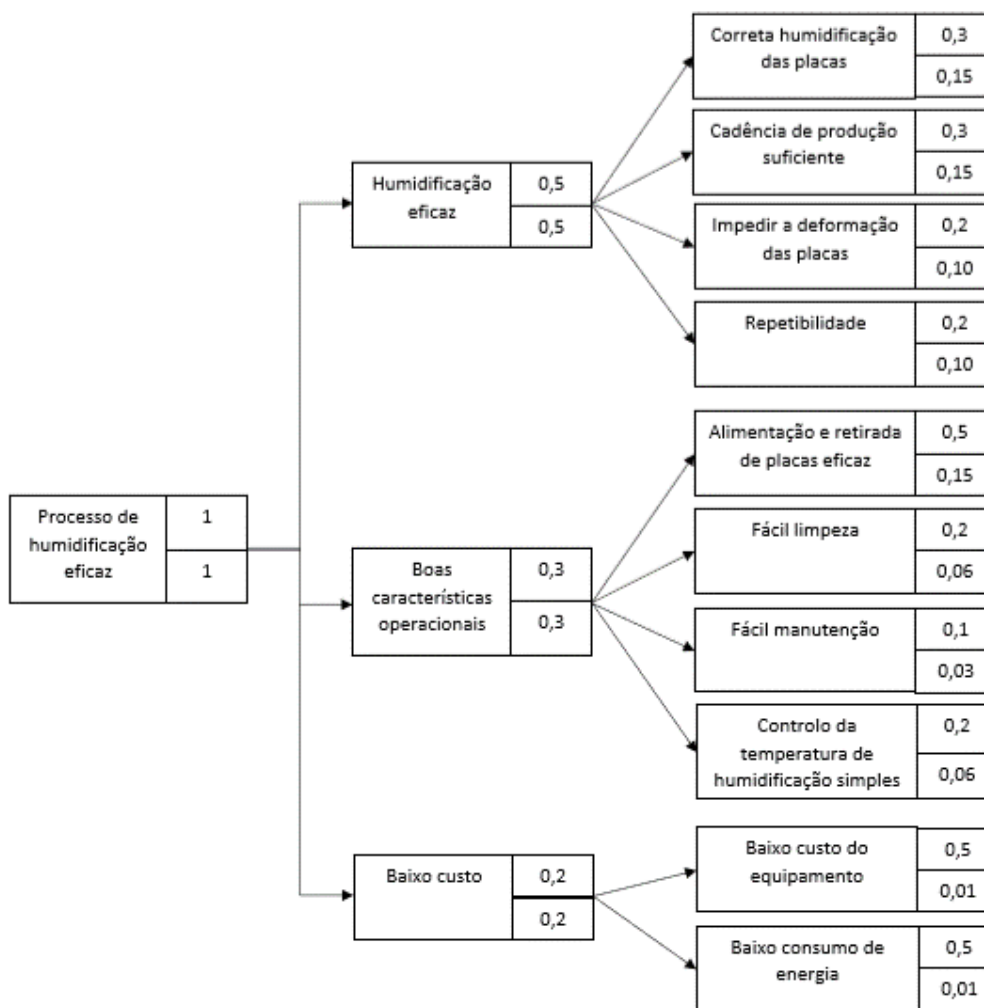 Processo de
humidificação
eficaz
1
1
Humidificação
eficaz
0,5
0,5
Correta humidificação
das placas
0,3
0,15
Cadência de produção
suficiente
0,3
0,15
Impedir a deformação
das placas
0,2
0,10
Repetibilidade
0,2
0,10
Boas
características
operacionais
0,3
0,3
Alimentação e retirada
de placas eficaz
0,5
0,15
Fácil limpeza
0,2
0,06
Fácil manutenção
0,1
0,03
Controlo da
temperatura de
humidificação simples
0,2
0,06
Baixo custo
0,2
0,2
Baixo custo do
equipamento
0,5
0,01
Baixo consumo de
energia
0,5
0,01